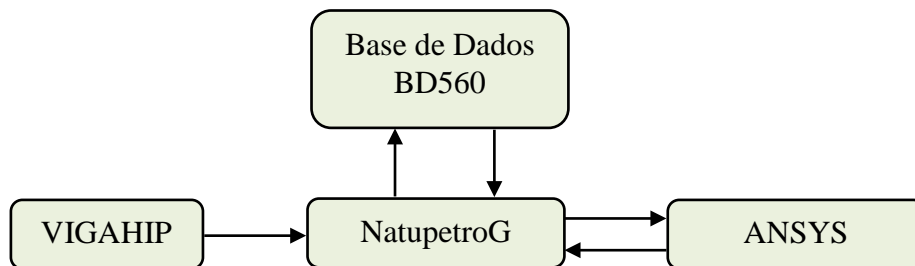 Base de Dados
BD560
VIGAHIP
NatupetroG
ANSYS